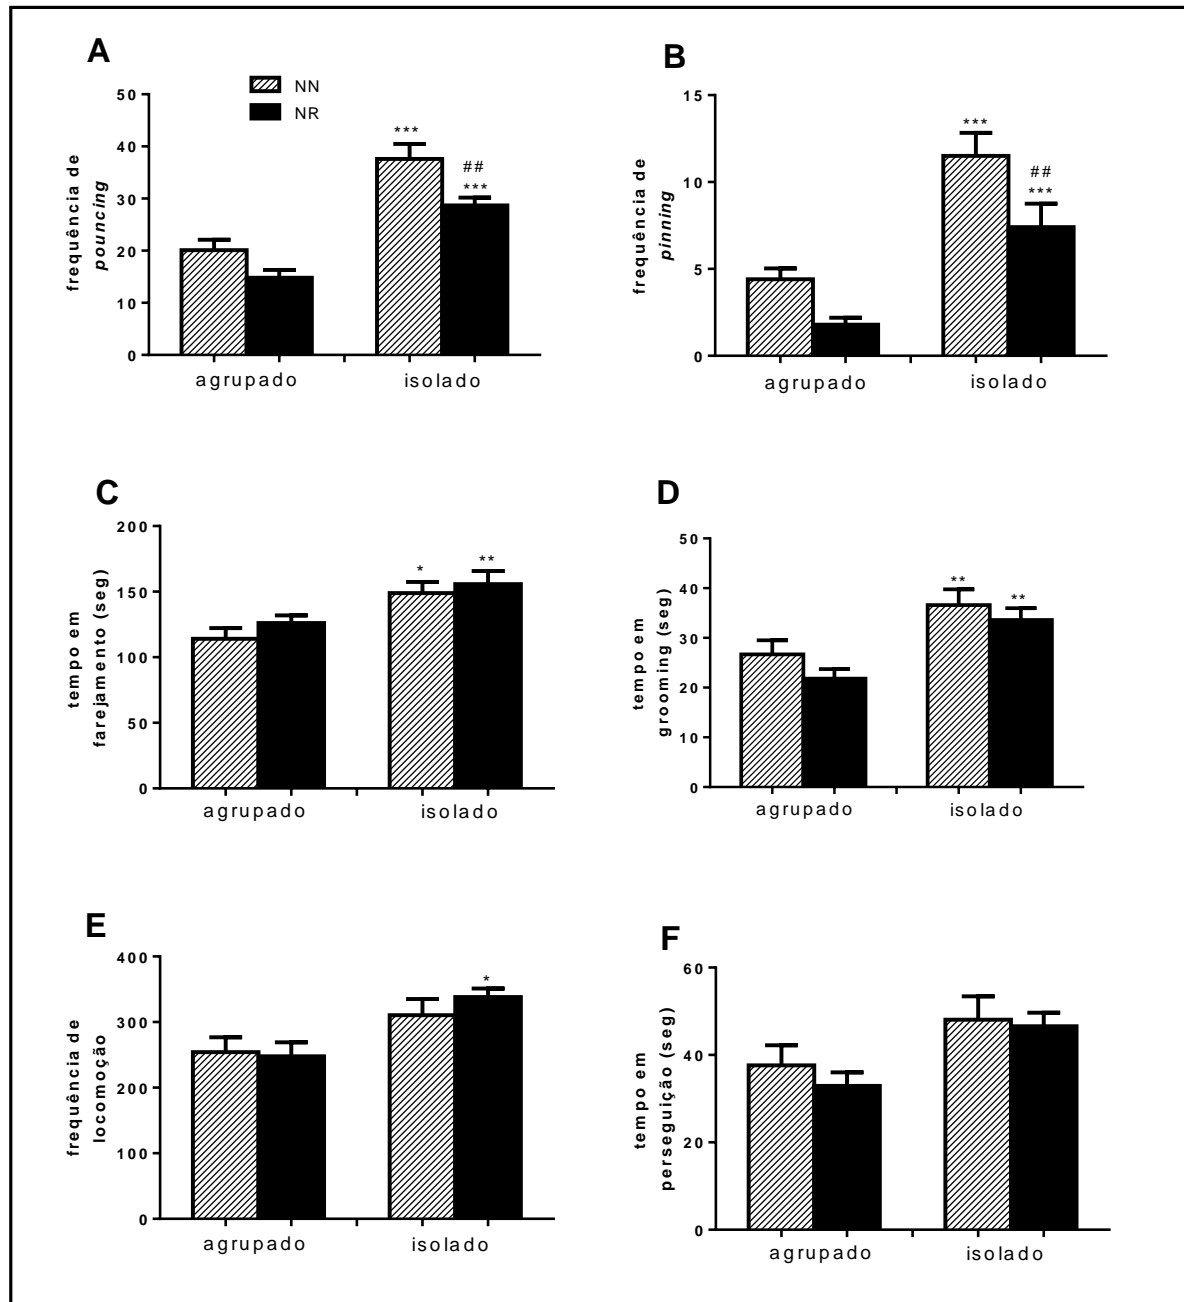 A
NN
NR
frequência de
pouncing
50
40
30
20
10
0
***
##
***
agrupado
isolado
B
frequência de
pinning
15
10
5
0
***
##
***
agrupado
isolado
C
tempo em
farejamento (seg)
200
150
100
50
0
*
**
agrupado
isolado
D
tempo em
grooming (seg)
50
40
30
20
10
0
**
**
agrupado
isolado
E
frequência de
locomoção
400
300
200
100
0
*
agrupado
isolado
F
tempo em
perseguição (seg)
60
40
20
0
agrupado
isolado